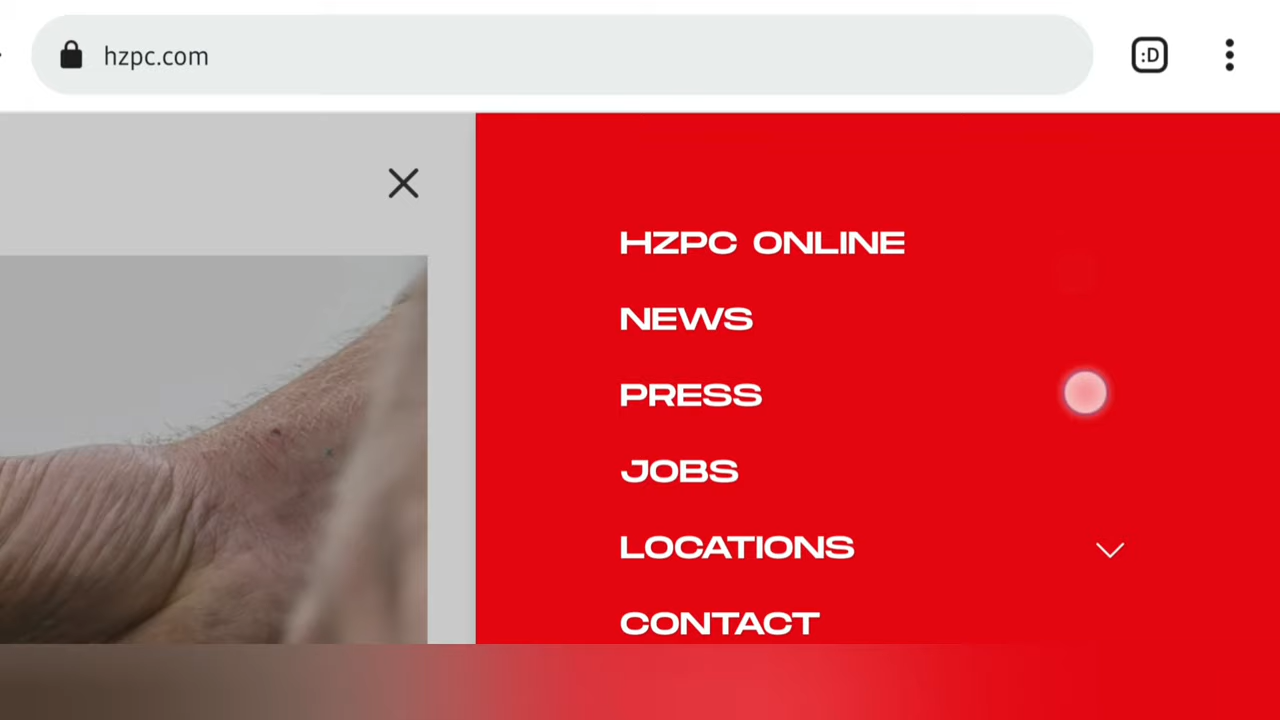 hzpc.com
:D
HZPC ONLINE
NEWS
PRESS
JOBS
LOCATIONS
CONTACT